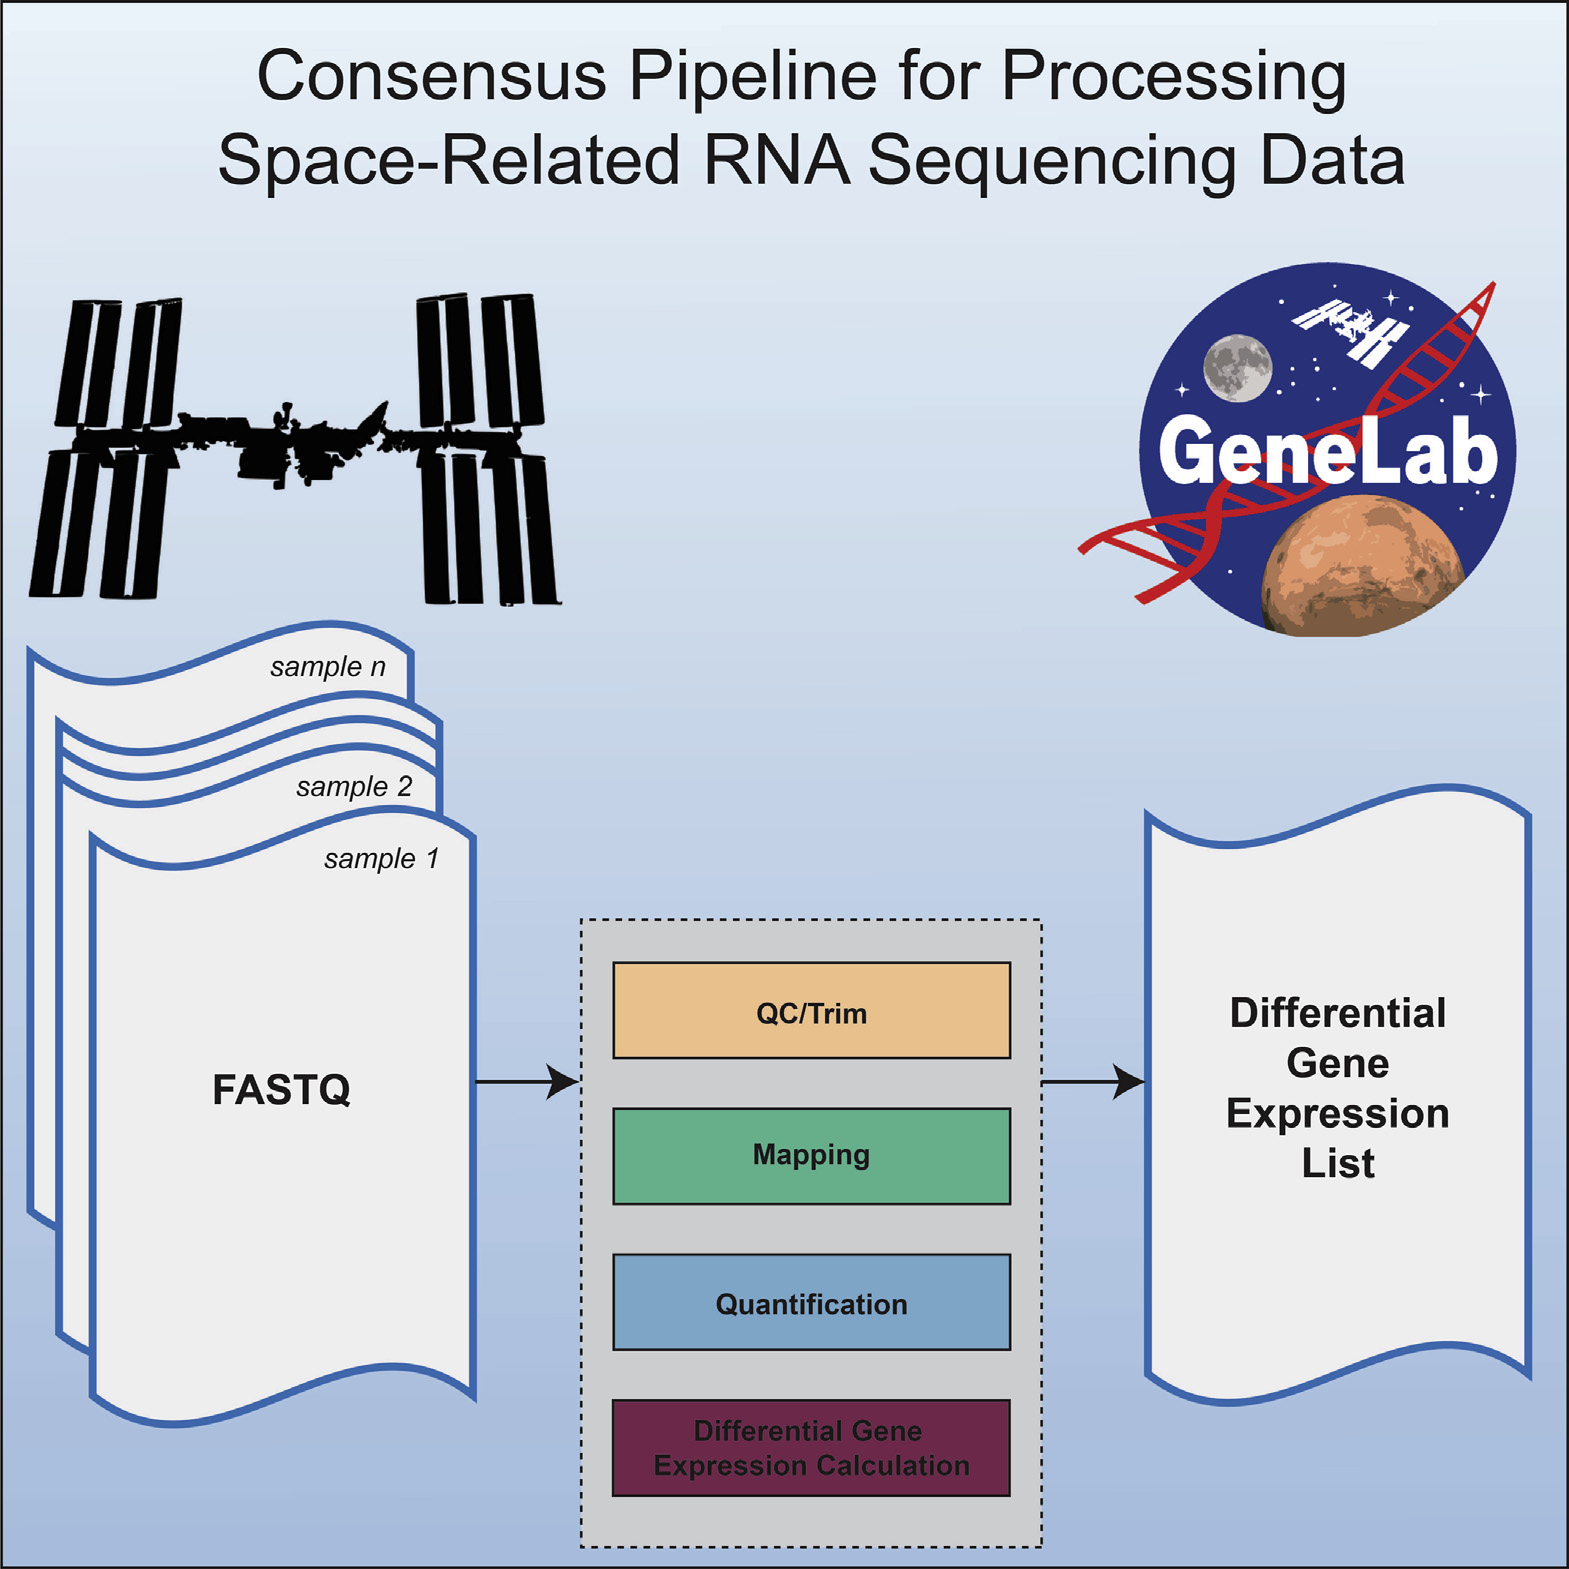 Consensus Pipeline for Processing
Space-Related RNA Sequencing Data
GeneLab
sample n
sample 2
sample 1
FASTQ
QC/Trim
Mapping
Quantification
Differential Gene
Expression Calculation
Differential
Gene
Expression
List